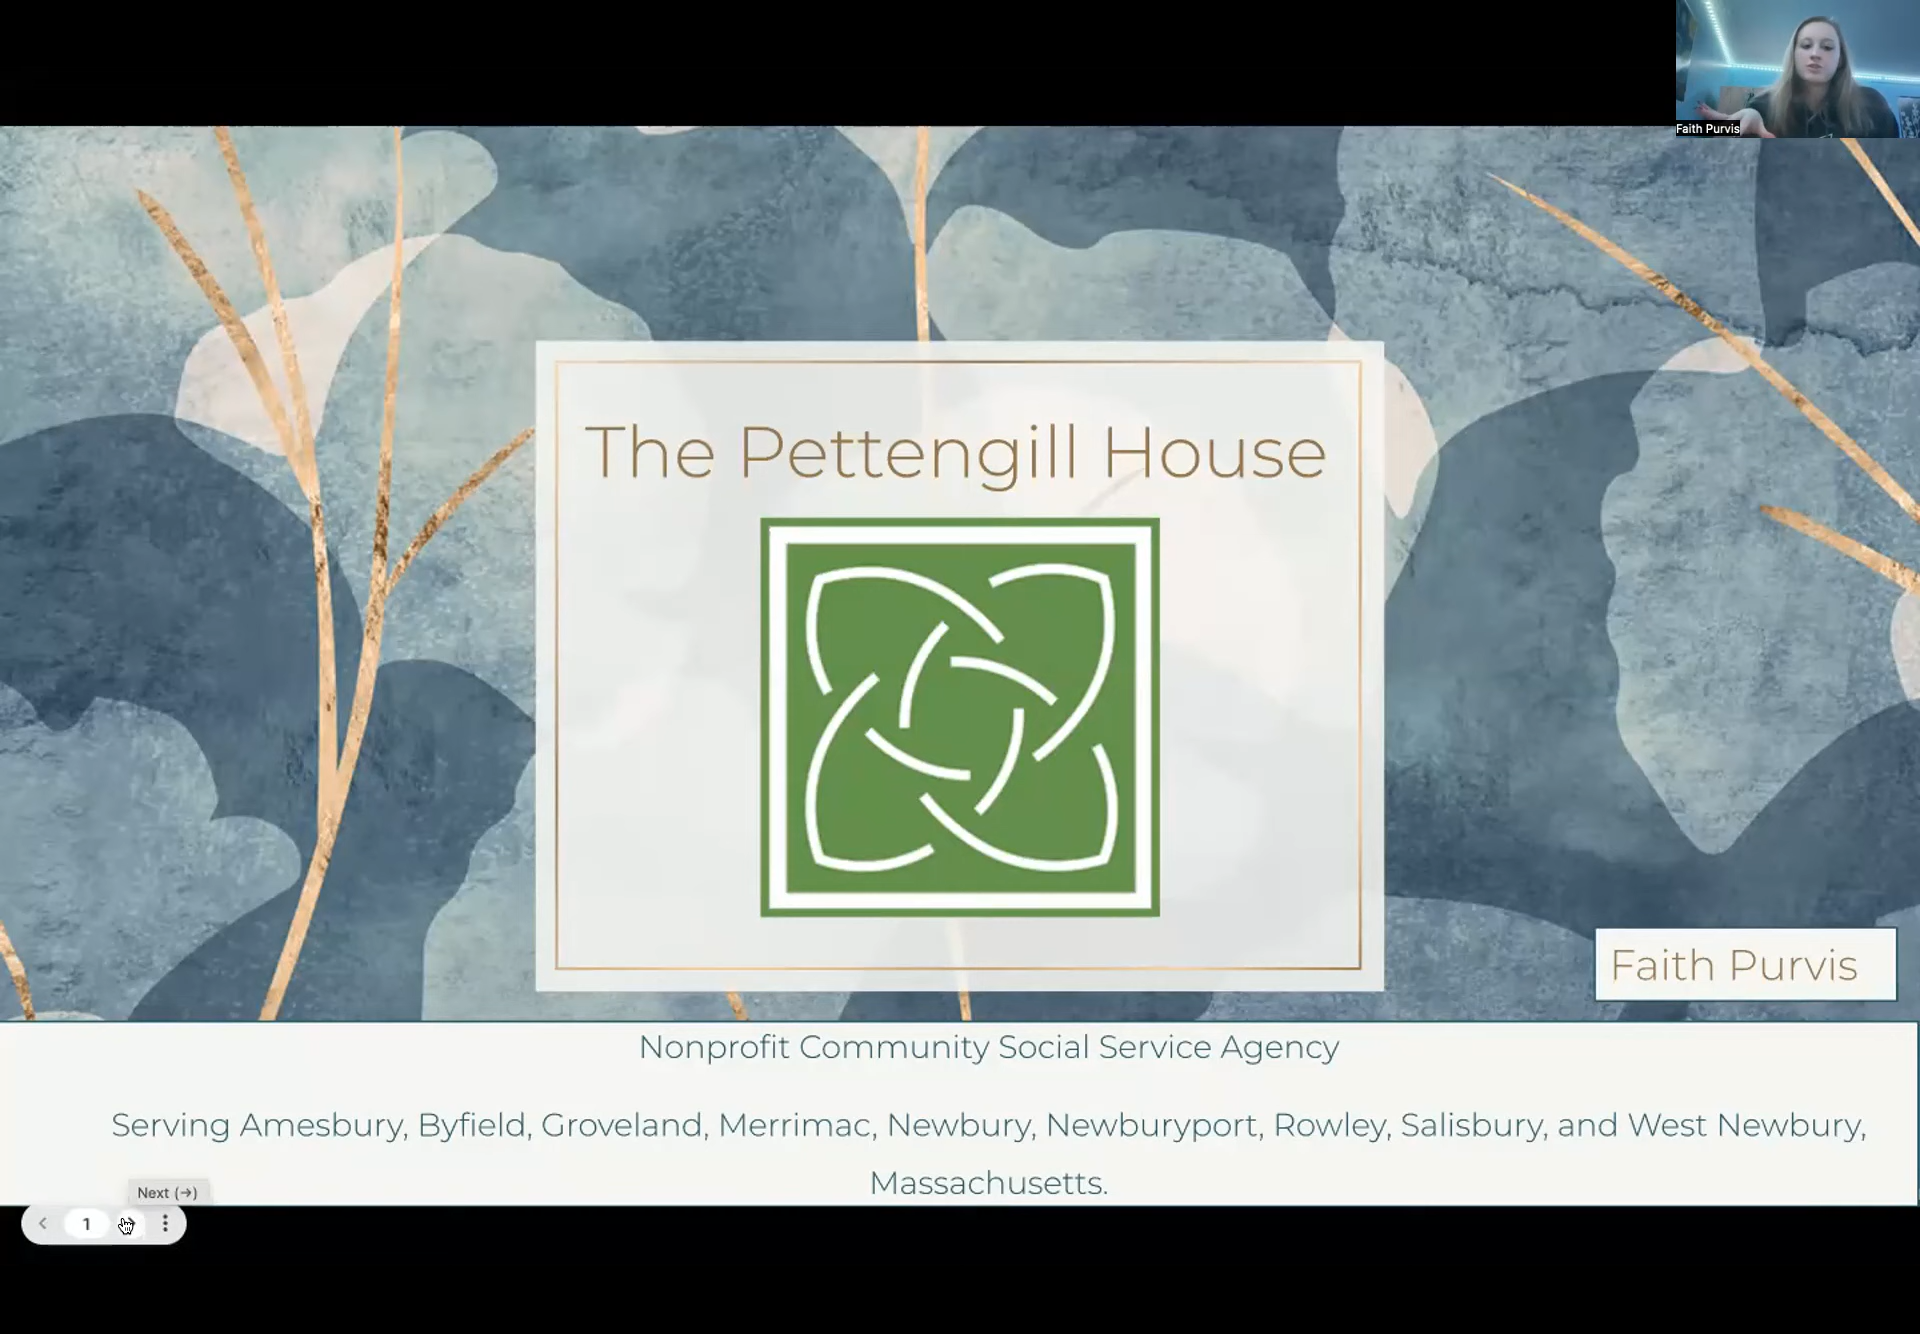 Faith Purvis
The Pettengill House
Faith Purvis
Nonprofit Community Social Service Agency
Serving Amesbury, Byfield, Groveland, Merrimac, Newbury, Newburyport, Rowley, Salisbury, and West Newbury,
Massachusetts.
Next (→)
1